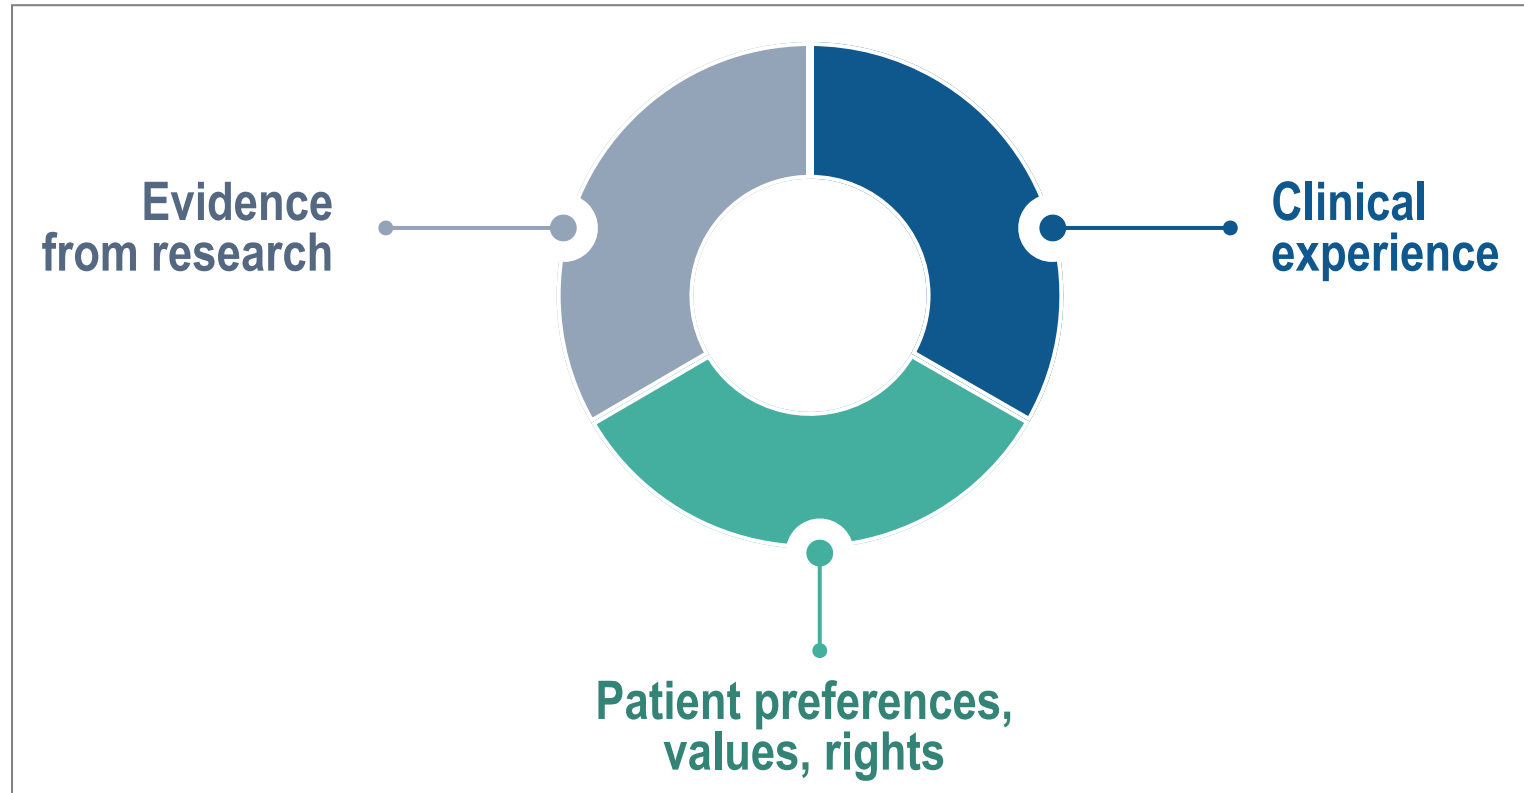 Evidence
from research
Clinical
experience
Patient preferences,
values, rights